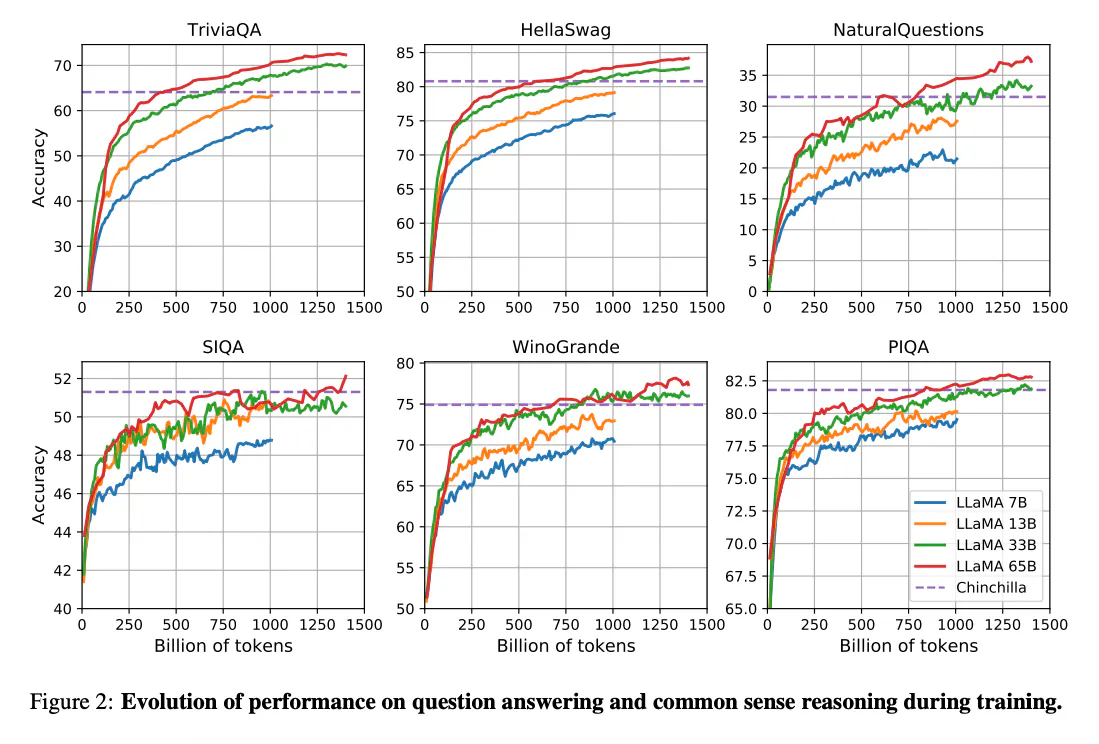 TriviaQA
HellaSwag
NaturalQuestions
Accuracy
70
60
50
40
30
20
0 250 500 750 1000 1250 1500
85
80
75
70
65
60
55
50
0 250 500 750 1000 1250 1500
35
30
25
20
15
10
5
0
0 250 500 750 1000 1250 1500
SIQA
WinoGrande
PIQA
Accuracy
52
50
48
46
44
42
40
0 250 500 750 1000 1250 1500
Billion of tokens
80
75
70
65
60
55
50
0 250 500 750 1000 1250 1500
Billion of tokens
82.5
80.0
77.5
75.0
72.5
70.0
67.5
65.0
LLaMA 7B
LLaMA 13B
LLaMA 33B
LLaMA 65B
Chinchilla
0 250 500 750 1000 1250 1500
Billion of tokens
Figure 2: Evolution of performance on question answering and common sense reasoning during training.